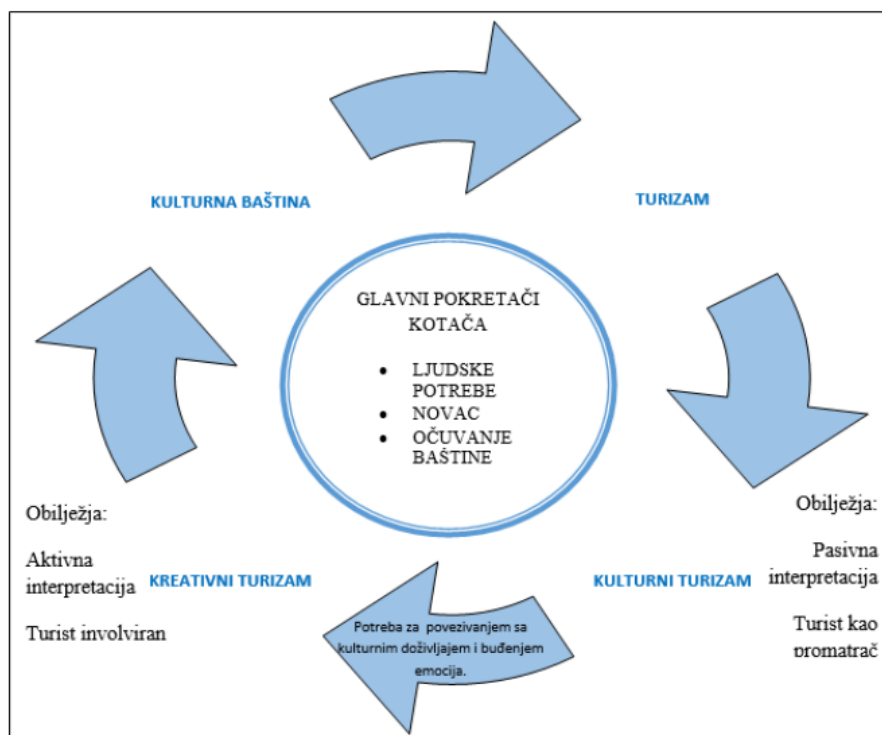 KULTURNA BAŠTINA
TURIZAM
GLAVNI POKRETAČI
KOTAČA
• LJUDSKE
POTREBE
• NOVAC
• OČUVANJE
BAŠTINE
Obilježja:
Aktivna
interpretacija
Turist involviran
KREATIVNI TURIZAM
Potreba za povezivanjem sa
kulturnim doživljajem i buđenjem
emocija.
KULTURNI TURIZAM
Obilježja:
Pasivna
interpretacija
Turist kao
promatrač